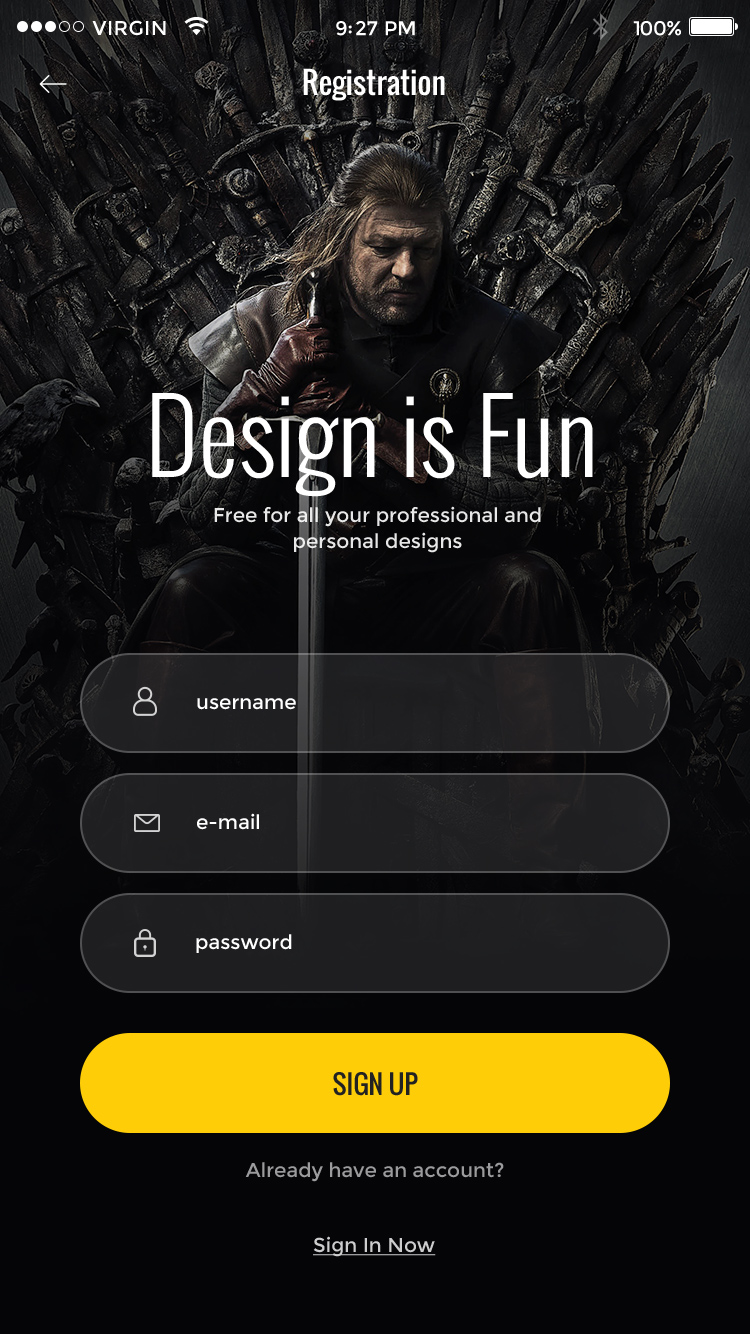 VIRGIN 9:27 PM 100%
Registration
Design is Fun
Free for all your professional and
personal designs
username
e-mail
password
SIGN UP
Already have an account?
Sign In Now